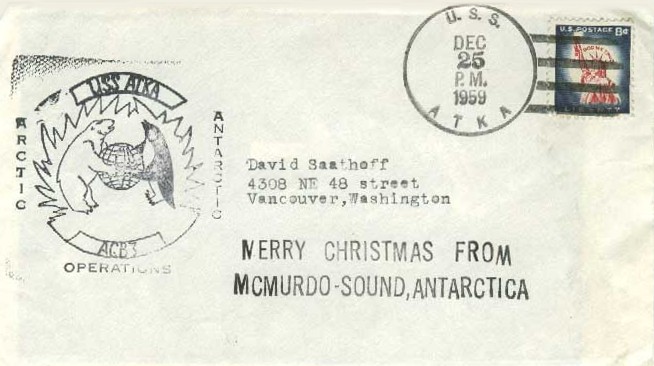 USS ATKA
ARCTIC
ANTARCTIC
AGB3
OPERATIONS
U. S. S.
DEC
25
P.M.
1959
ATKA
U.S. POSTAGE 8¢
David Saathoff
4308 NE 48 street
Vancouver,Washington
MERRY CHRISTMAS FROM
MCMURDO-SOUND,ANTARCTICA